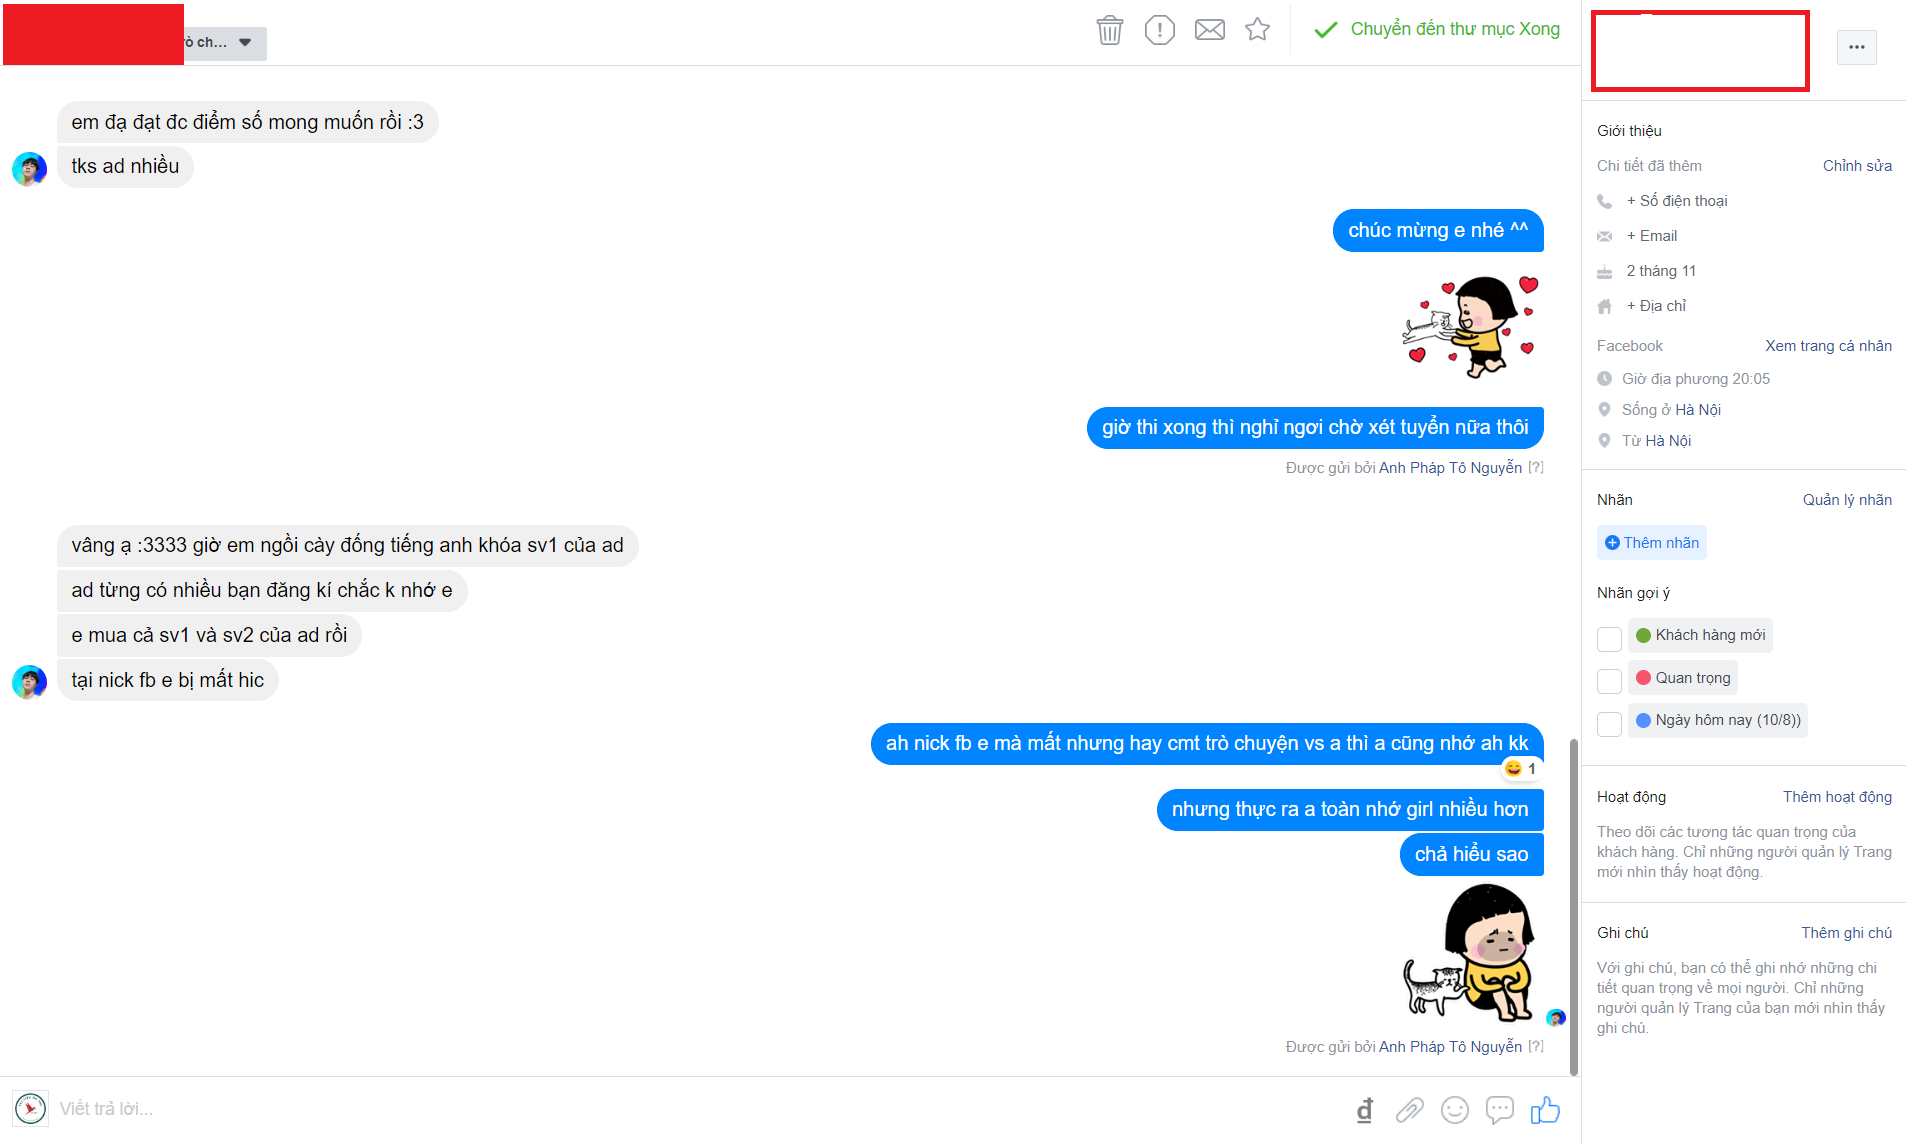 rò ch...
Chuyển đến thư mục Xong
em đạ đạt đc điểm số mong muốn rồi :3
tks ad nhiều
chúc mừng e nhé ^^
giờ thi xong thì nghỉ ngơi chờ xét tuyển nữa thôi
Được gửi bởi Anh Pháp Tô Nguyễn [?]
vâng ạ :3333 giờ em ngồi cày đống tiếng anh khóa sv1 của ad
ad từng có nhiều bạn đăng kí chắc k nhớ e
e mua cả sv1 và sv2 của ad rồi
tại nick fb e bị mất hic
ah nick fb e mà mất nhưng hay cmt trò chuyện vs a thì a cũng nhớ ah kk
1
nhưng thực ra a toàn nhớ girl nhiều hơn
chả hiểu sao
Được gửi bởi Anh Pháp Tô Nguyễn [?]
Viết trả lời...
đ
Giới thiệu
Chi tiết đã thêm Chỉnh sửa
+ Số điện thoại
+ Email
2 tháng 11
+ Địa chỉ
Facebook Xem trang cá nhân
Giờ địa phương 20:05
Sống ở Hà Nội
Từ Hà Nội
Nhãn Quản lý nhãn
Thêm nhãn
Nhãn gợi ý
Khách hàng mới
Quan trọng
Ngày hôm nay (10/8))
Hoạt động Thêm hoạt động
Theo dõi các tương tác quan trọng của
khách hàng. Chỉ những người quản lý Trang
mới nhìn thấy hoạt động.
Ghi chú Thêm ghi chú
Với ghi chú, bạn có thể ghi nhớ những chi
tiết quan trọng về mọi người. Chỉ những
người quản lý Trang của bạn mới nhìn thấy
ghi chú.